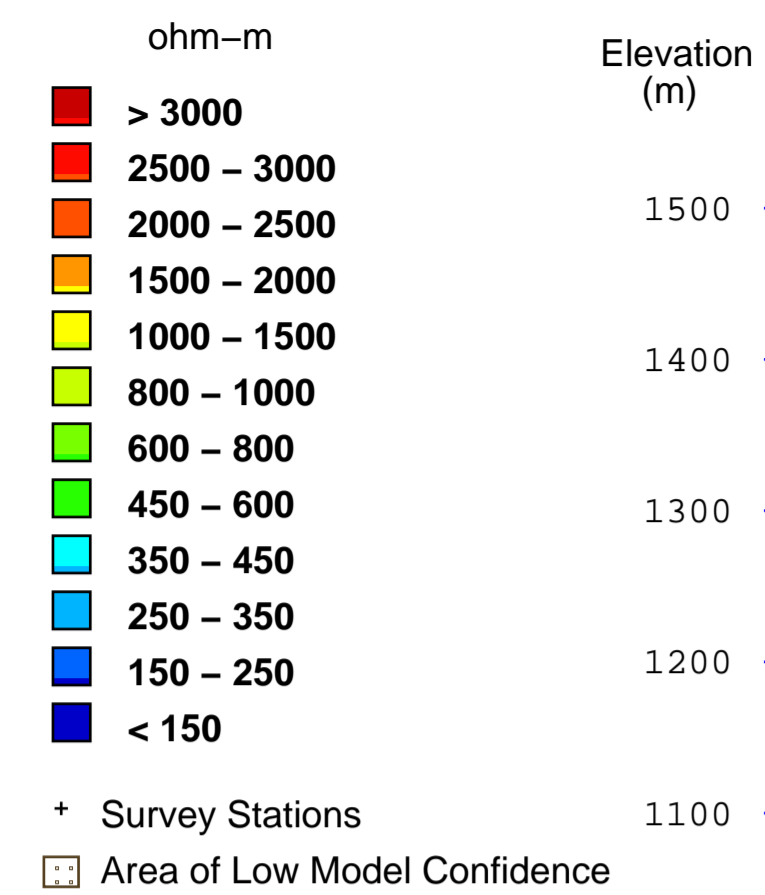 ohm−m
> 3000
2500 − 3000
2000 − 2500
1500 − 2000
1000 − 1500
800 − 1000
600 − 800
450 − 600
350 − 450
250 − 350
150 − 250
< 150
+ Survey Stations
Area of Low Model Confidence
Elevation
(m)
1500
1400
1300
1200
1100